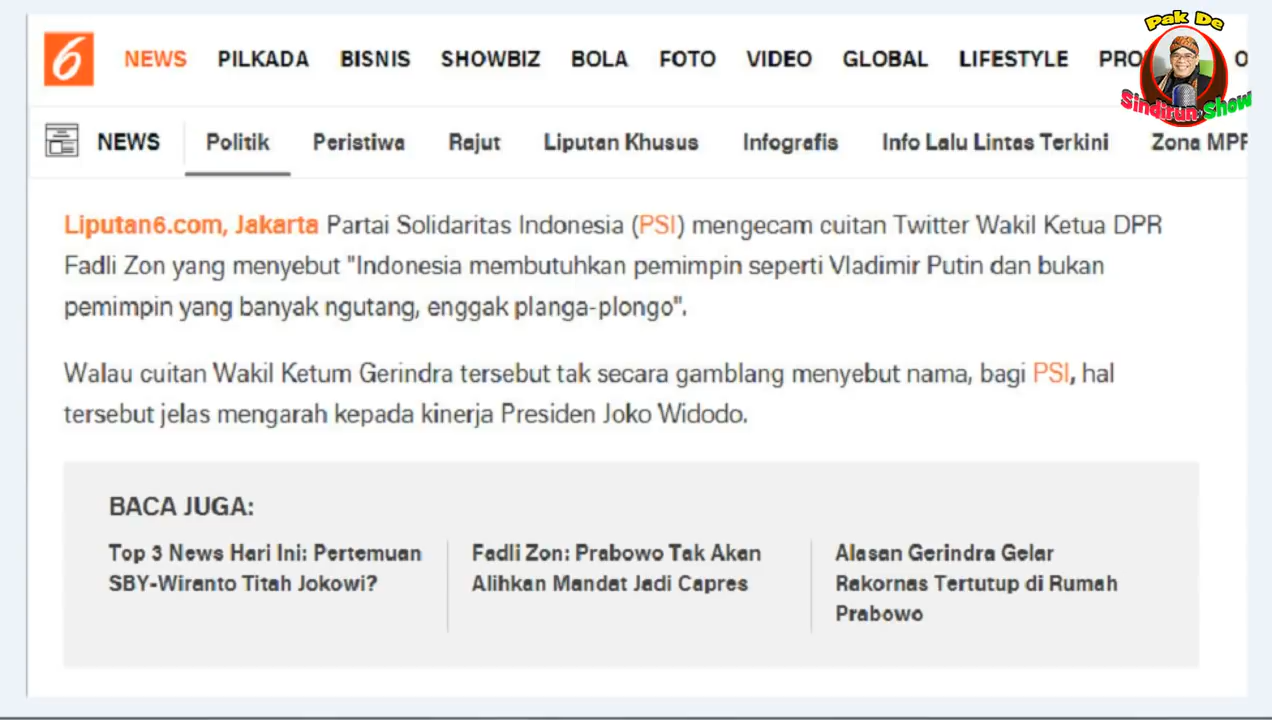 6 NEWS PILKADA BISNIS SHOWBIZ BOLA FOTO VIDEO GLOBAL LIFESTYLE
Pak De
Sindirun Show
NEWS Politik Peristiwa Rajut Liputan Khusus Infografis Info Lalu Lintas Terkini Zona
Liputan6.com, Jakarta Partai Solidaritas Indonesia (PSI) mengecam cuitan Twitter Wakil Ketua DPR
Fadli Zon yang menyebut "Indonesia membutuhkan pemimpin seperti Vladimir Putin dan bukan
pemimpin yang banyak ngutang, enggak planga-plongo".
Walau cuitan Wakil Ketum Gerindra tersebut tak secara gamblang menyebut nama, bagi PSI, hal
tersebut jelas mengarah kepada kinerja Presiden Joko Widodo.
BACA JUGA:
Top 3 News Hari Ini: Pertemuan
SBY-Wiranto Titah Jokowi?
Fadli Zon: Prabowo Tak Akan
Alihkan Mandat Jadi Capres
Alasan Gerindra Gelar
Rakornas Tertutup di Rumah
Prabowo